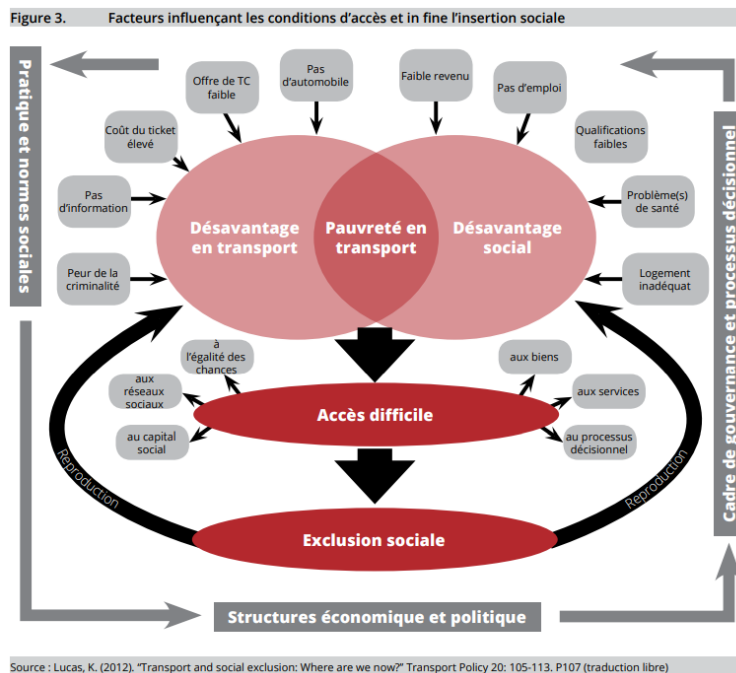 Figure 3. Facteurs influençant les conditions d’accès et in fine l’insertion sociale
Pratique et normes sociales
Cadre de gouvernance et processus décisionnel
Offre de TC
faible
Pas
d’automobile
Faible revenu
Pas d’emploi
Coût du ticket
élevé
Qualifications
faibles
Pas
d’information
Problème(s)
de santé
Peur de la
criminalité
Logement
inadéquat
Désavantage
en transport
Pauvreté en
transport
Désavantage
social
à
l’égalité des
chances
aux
réseaux
sociaux
au capital
social
aux biens
aux services
au processus
décisionnel
Accès difficile
Reproduction
Reproduction
Exclusion sociale
Structures économique et politique
Source : Lucas, K. (2012). “Transport and social exclusion: Where are we now?” Transport Policy 20: 105-113. P107 (traduction libre)